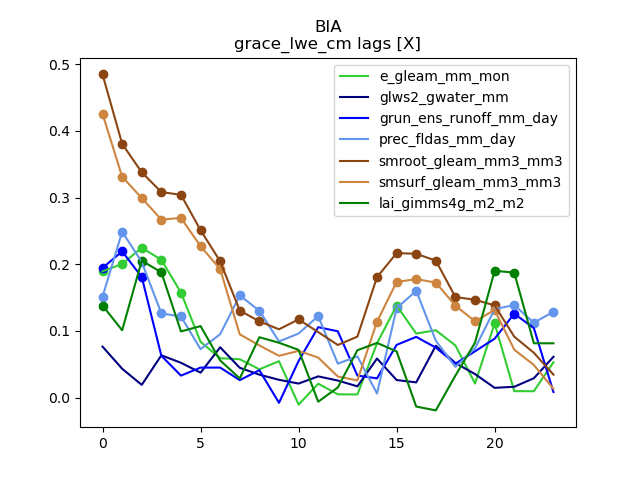 BIA
grace_lwe_cm lags [X]
0.5
0.4
0.3
0.2
0.1
0.0
0
5
10
15
20
e_gleam_mm_mon
glws2_gwater_mm
grun_ens_runoff_mm_day
prec_fldas_mm_day
smroot_gleam_mm3_mm3
smsurf_gleam_mm3_mm3
lai_gimms4g_m2_m2